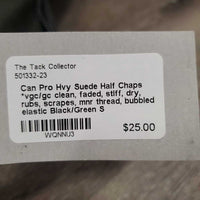 The Tack Collector
501332-23
Can Pro Hvy Suede Half Chaps
*vgc/gc clean, faded, stiff, dry,
rubs, scrapes, mnr thread, bubbled
elastic Black/Green S
WQNNU3
$25.00